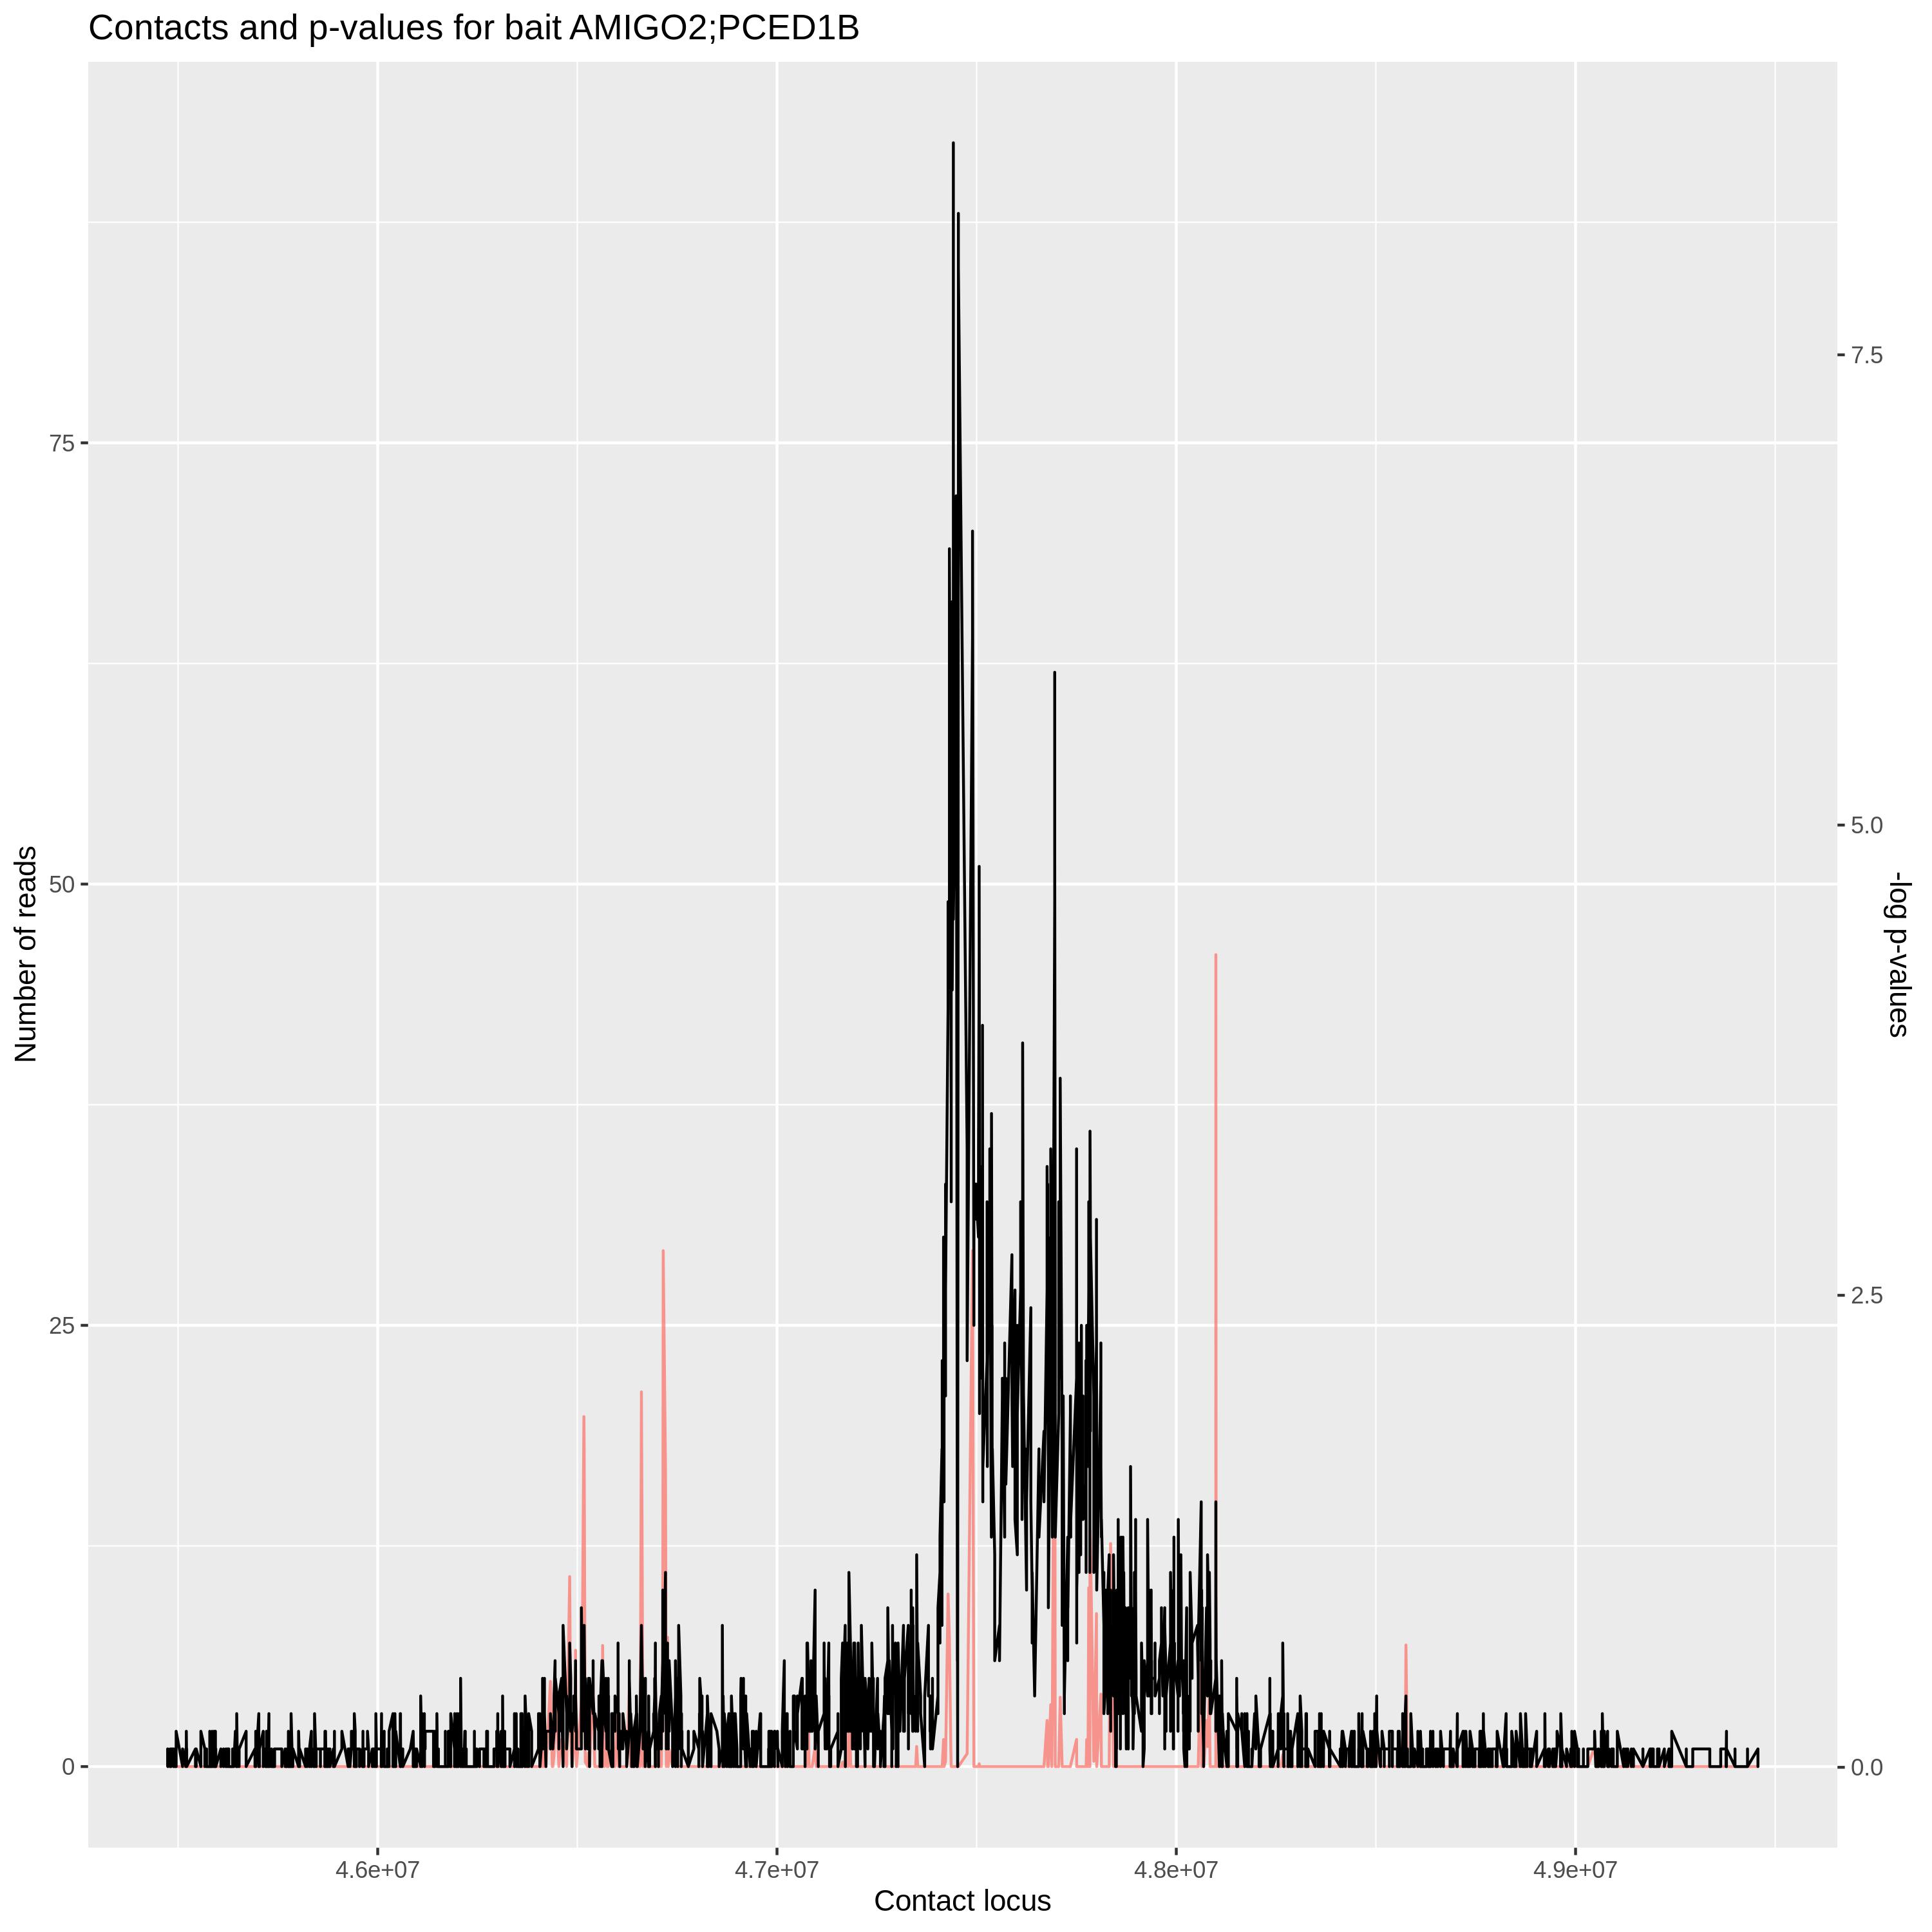 Contacts and p-values for bait AMIGO2;PCED1B
Number of reads
75
50
25
0
7.5
5.0
2.5
0.0
-log p-values
4.6e+07
4.7e+07
4.8e+07
4.9e+07
Contact locus